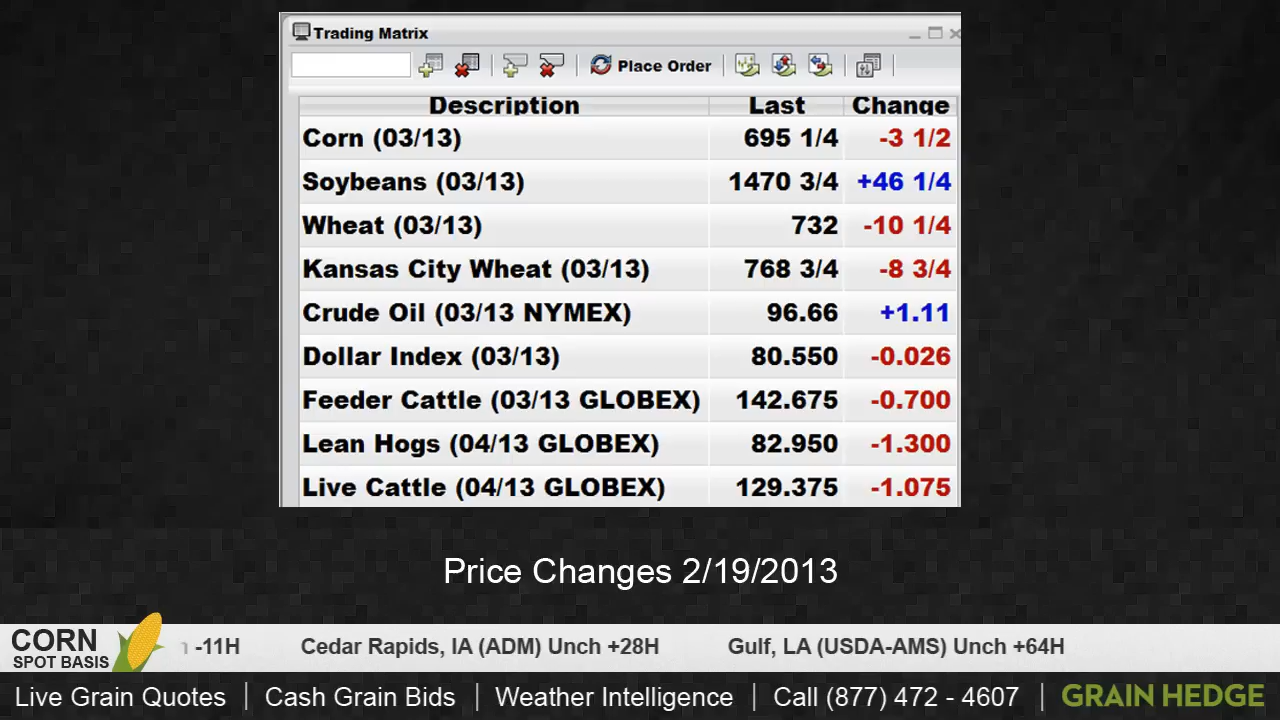 Trading Matrix
Place Order
Description Last Change
Corn (03/13) 695 1/4 -3 1/2
Soybeans (03/13) 1470 3/4 +46 1/4
Wheat (03/13) 732 -10 1/4
Kansas City Wheat (03/13) 768 3/4 -8 3/4
Crude Oil (03/13 NYMEX) 96.66 +1.11
Dollar Index (03/13) 80.550 -0.026
Feeder Cattle (03/13 GLOBEX) 142.675 -0.700
Lean Hogs (04/13 GLOBEX) 82.950 -1.300
Live Cattle (04/13 GLOBEX) 129.375 -1.075
Price Changes 2/19/2013
CORN
SPOT BASIS
-11H Cedar Rapids, IA (ADM) Unch +28H Gulf, LA (USDA-AMS) Unch +64H
Live Grain Quotes | Cash Grain Bids | Weather Intelligence | Call (877) 472 - 4607 | GRAIN HEDGE